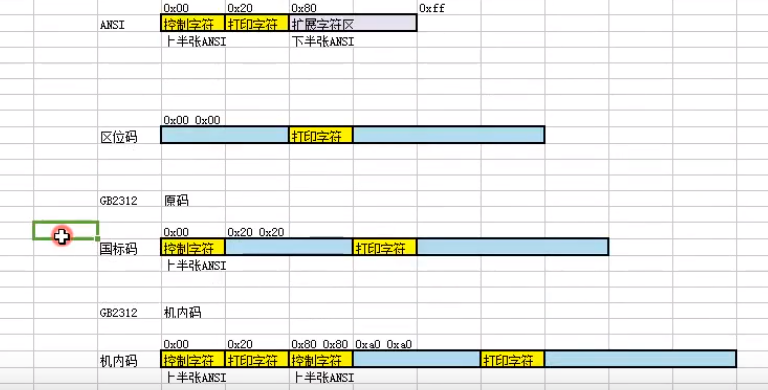 0x00 0x20 0x80 0xff
ANSI 控制字符 打印字符 扩展字符区
上半张ANSI 下半张ANSI
0x00 0x00
区位码 打印字符
GB2312 原码
0x00 0x20 0x20
国标码 控制字符 打印字符
上半张ANSI
GB2312 机内码
0x00 0x20 0x80 0x80 0xa0 0xa0
机内码 控制字符 打印字符 控制字符 打印字符
上半张ANSI 上半张ANSI